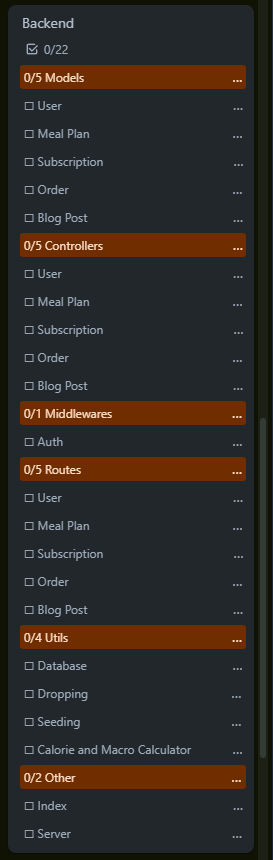 Backend
0/22
0/5 Models ...
User ...
Meal Plan ...
Subscription ...
Order ...
Blog Post ...
0/5 Controllers ...
User ...
Meal Plan ...
Subscription ...
Order ...
Blog Post ...
0/1 Middlewares ...
Auth ...
0/5 Routes ...
User ...
Meal Plan ...
Subscription ...
Order ...
Blog Post ...
0/4 Utils ...
Database ...
Dropping ...
Seeding ...
Calorie and Macro Calculator ...
0/2 Other ...
Index ...
Server ...